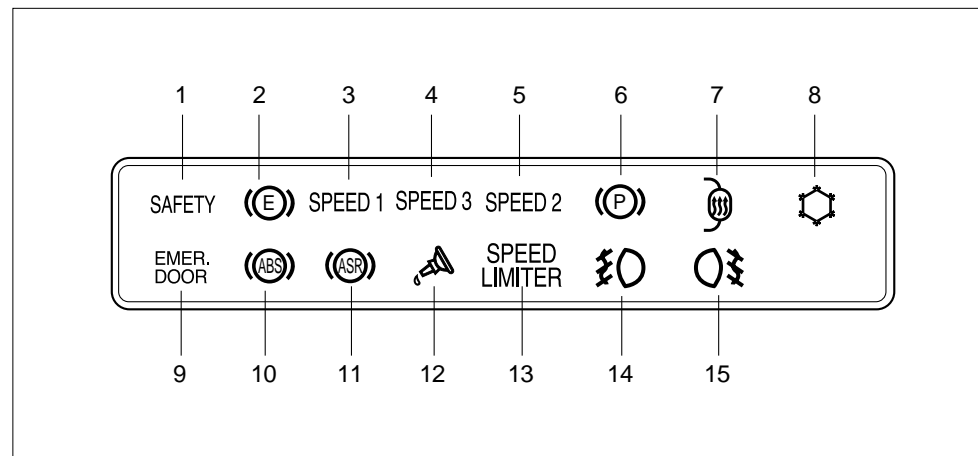 1 2 3 4 5 6 7 8
SAFETY (E) SPEED 1 SPEED 3 SPEED 2 (P)
EMER.
DOOR
(ABS) (ASR)
SPEED
LIMITER
9 10 11 12 13 14 15